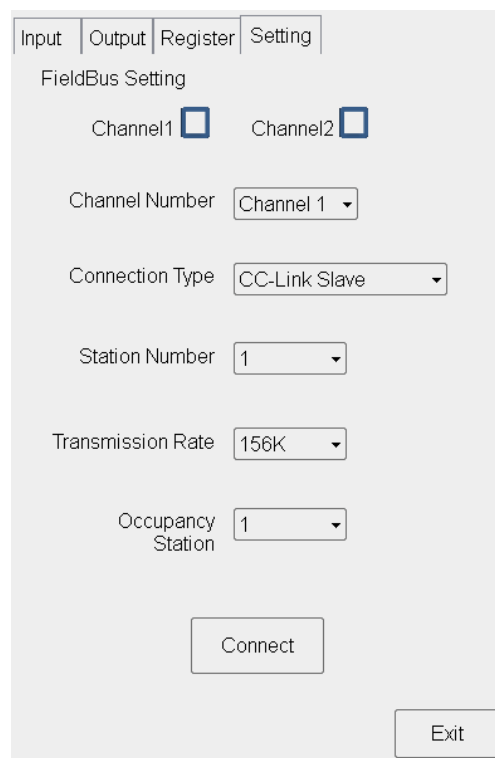 Input Output Register Setting
FieldBus Setting
Channel1 Channel2
Channel Number Channel 1
Connection Type CC-Link Slave
Station Number 1
Transmission Rate 156K
Occupancy 1
Station
Connect
Exit